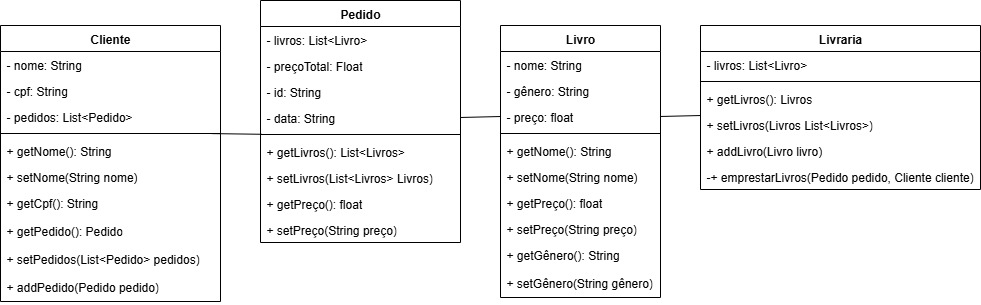 Cliente
- nome: String
- cpf: String
- pedidos: List<Pedido>
+ getNome(): String
+ setNome(String nome)
+ getCpf(): String
+ getPedido(): Pedido
+ setPedidos(List<Pedido> pedidos)
+ addPedido(Pedido pedido)
Pedido
- livros: List<Livro>
- preçoTotal: Float
- id: String
- data: String
+ getLivros(): List<Livros>
+ setLivros(List<Livros> Livros)
+ getPreço(): float
+ setPreço(String preço)
Livro
- nome: String
- gênero: String
- preço: float
+ getNome(): String
+ setNome(String nome)
+ getPreço(): float
+ setPreço(String preço)
+ getGênero(): String
+ setGênero(String gênero)
Livraria
- livros: List<Livro>
+ getLivros(): Livros
+ setLivros(Livros List<Livros>)
+ addLivro(Livro livro)
-+ emprestarLivros(Pedido pedido, Cliente cliente)